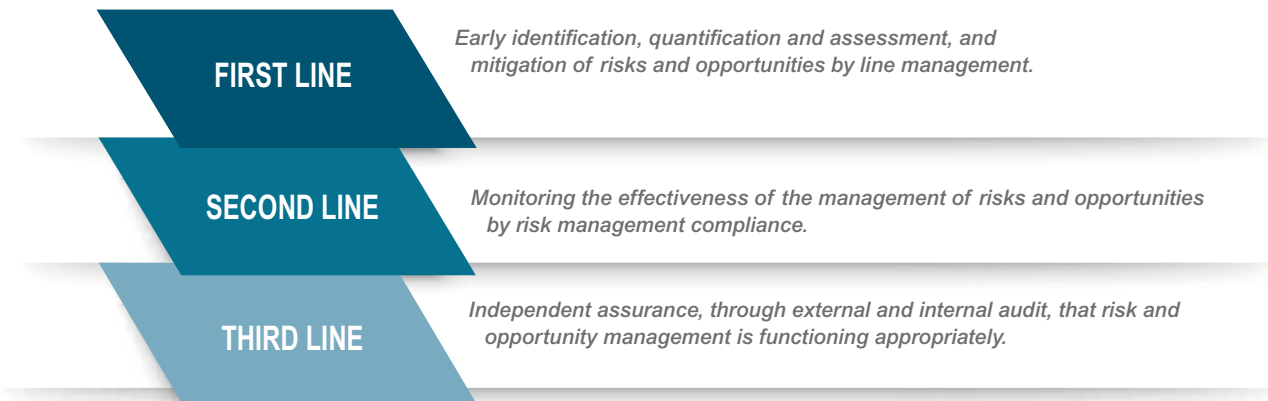 FIRST LINE
Early identification, quantification and assessment, and
mitigation of risks and opportunities by line management.
SECOND LINE
Monitoring the effectiveness of the management of risks and opportunities
by risk management compliance.
THIRD LINE
Independent assurance, through external and internal audit, that risk and
opportunity management is functioning appropriately.